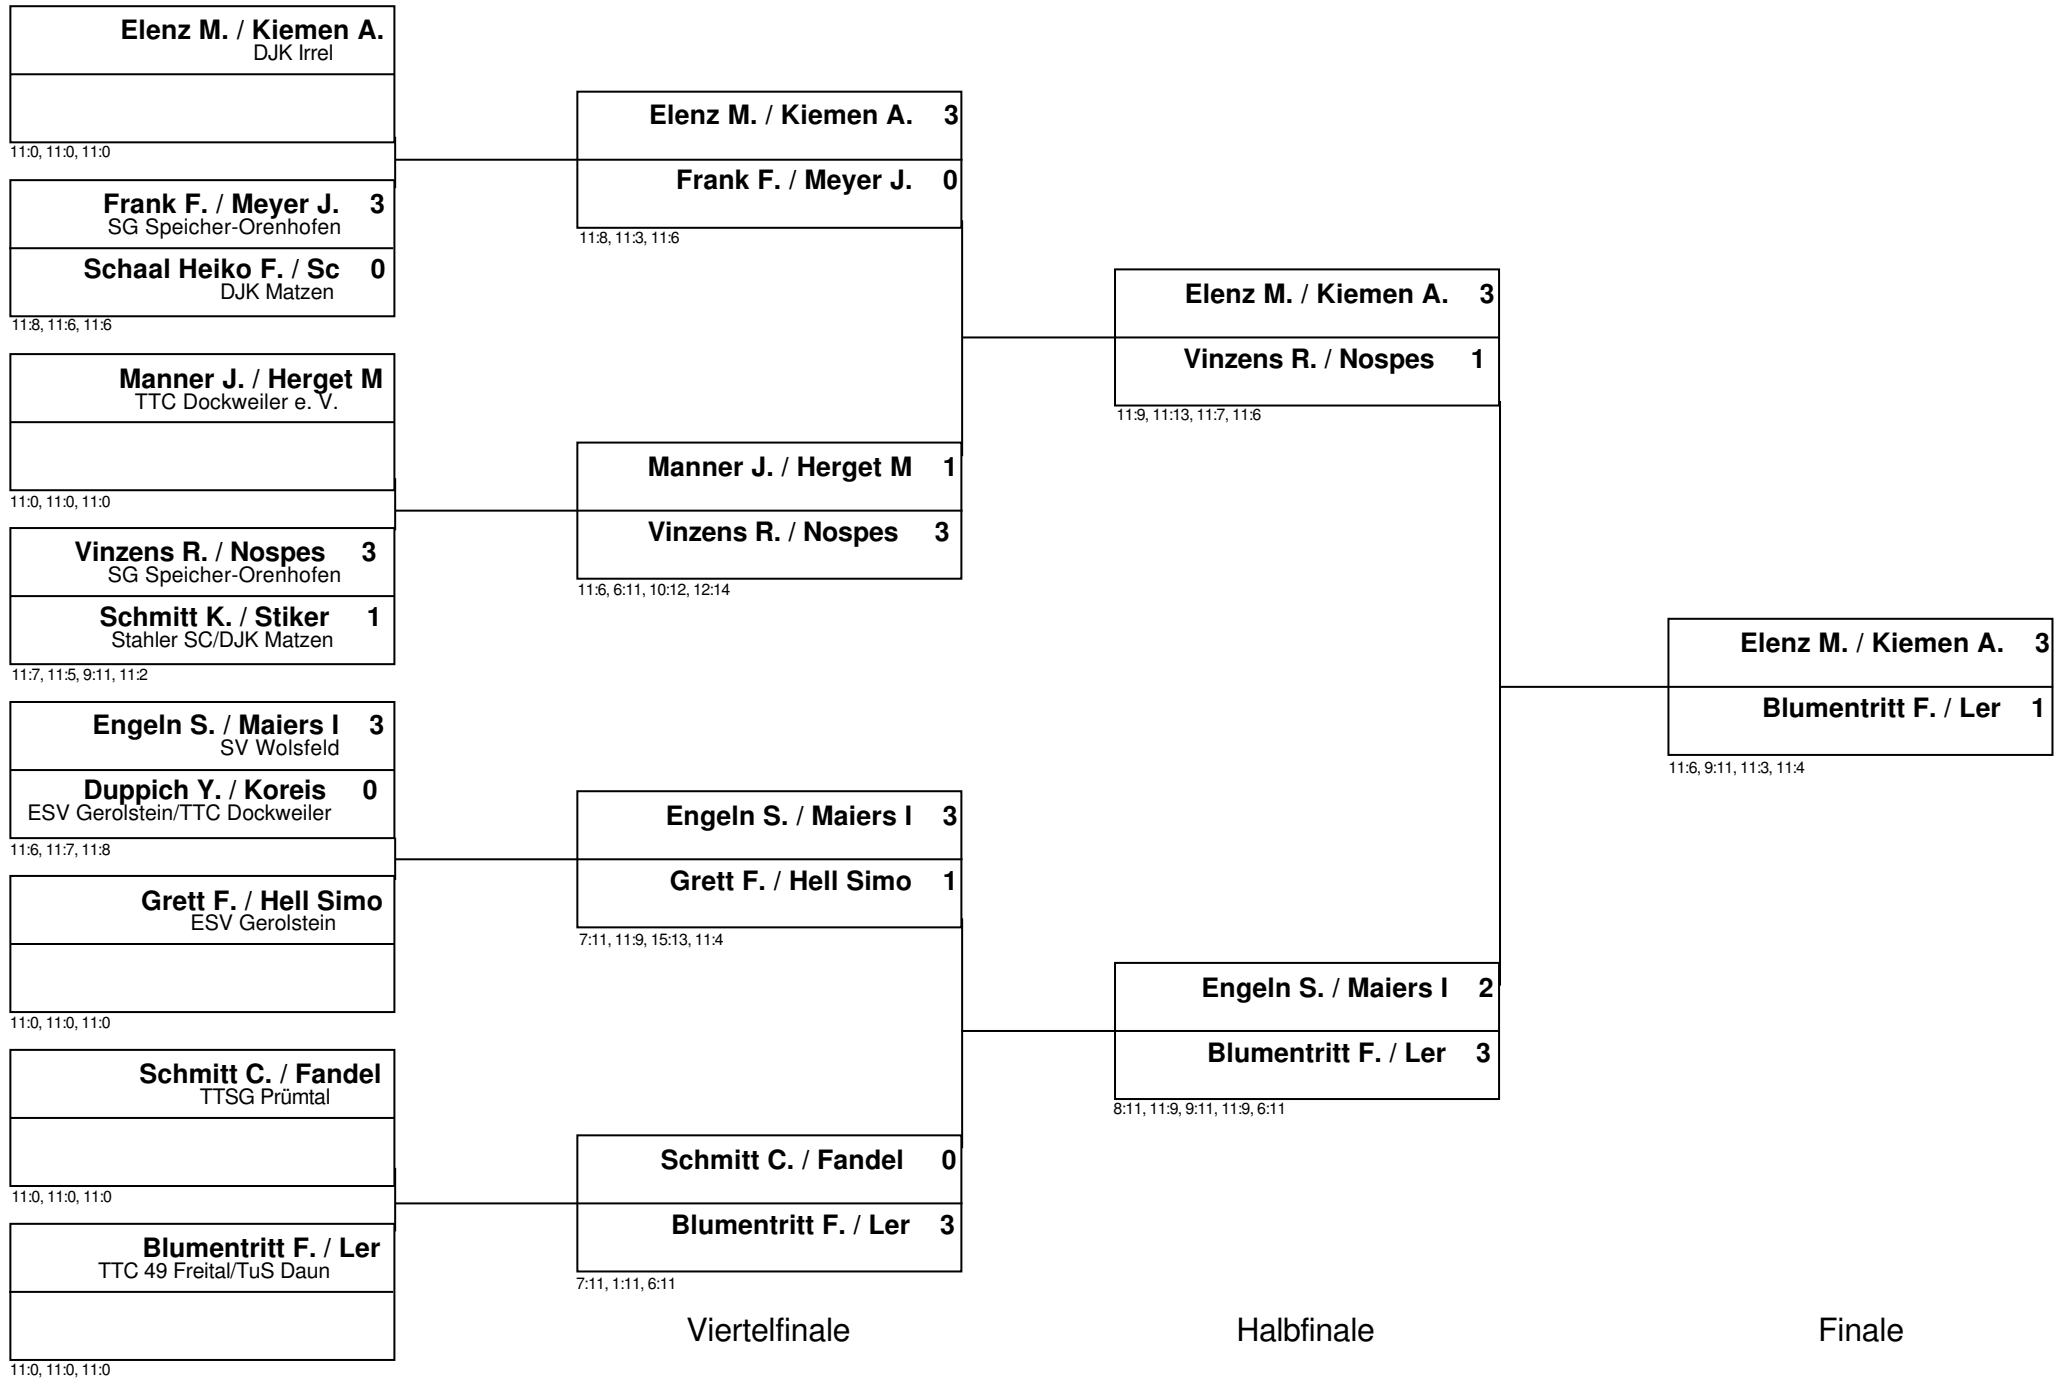 Elenz M. / Kiemen A.
DJK Irrel
11:0, 11:0, 11:0
Frank F. / Meyer J. 3
SG Speicher-Orenhofen
Schaal Heiko F. / Sc 0
DJK Matzen
11:8, 11:6, 11:6
Manner J. / Herget M
TTC Dockweiler e. V.
11:0, 11:0, 11:0
Vinzens R. / Nospes 3
SG Speicher-Orenhofen
Schmitt K. / Stiker 1
Stahler SC/DJK Matzen
11:7, 11:5, 9:11, 11:2
Engeln S. / Maiers I 3
SV Wolsfeld
Duppich Y. / Koreis 0
ESV Gerolstein/TTC Dockweiler
11:6, 11:7, 11:8
Grett F. / Hell Simo
ESV Gerolstein
11:0, 11:0, 11:0
Schmitt C. / Fandel
TTSG Prümtal
11:0, 11:0, 11:0
Blumentritt F. / Ler
TTC 49 Freital/TuS Daun
11:0, 11:0, 11:0
Elenz M. / Kiemen A. 3
Frank F. / Meyer J. 0
11:8, 11:3, 11:6
Manner J. / Herget M 1
Vinzens R. / Nospes 3
11:6, 6:11, 10:12, 12:14
Engeln S. / Maiers I 3
Grett F. / Hell Simo 1
7:11, 11:9, 15:13, 11:4
Schmitt C. / Fandel 0
Blumentritt F. / Ler 3
7:11, 1:11, 6:11
Viertelfinale
Elenz M. / Kiemen A. 3
Vinzens R. / Nospes 1
11:9, 11:13, 11:7, 11:6
Engeln S. / Maiers I 2
Blumentritt F. / Ler 3
8:11, 11:9, 9:11, 11:9, 6:11
Halbfinale
Elenz M. / Kiemen A. 3
Blumentritt F. / Ler 1
11:6, 9:11, 11:3, 11:4
Finale